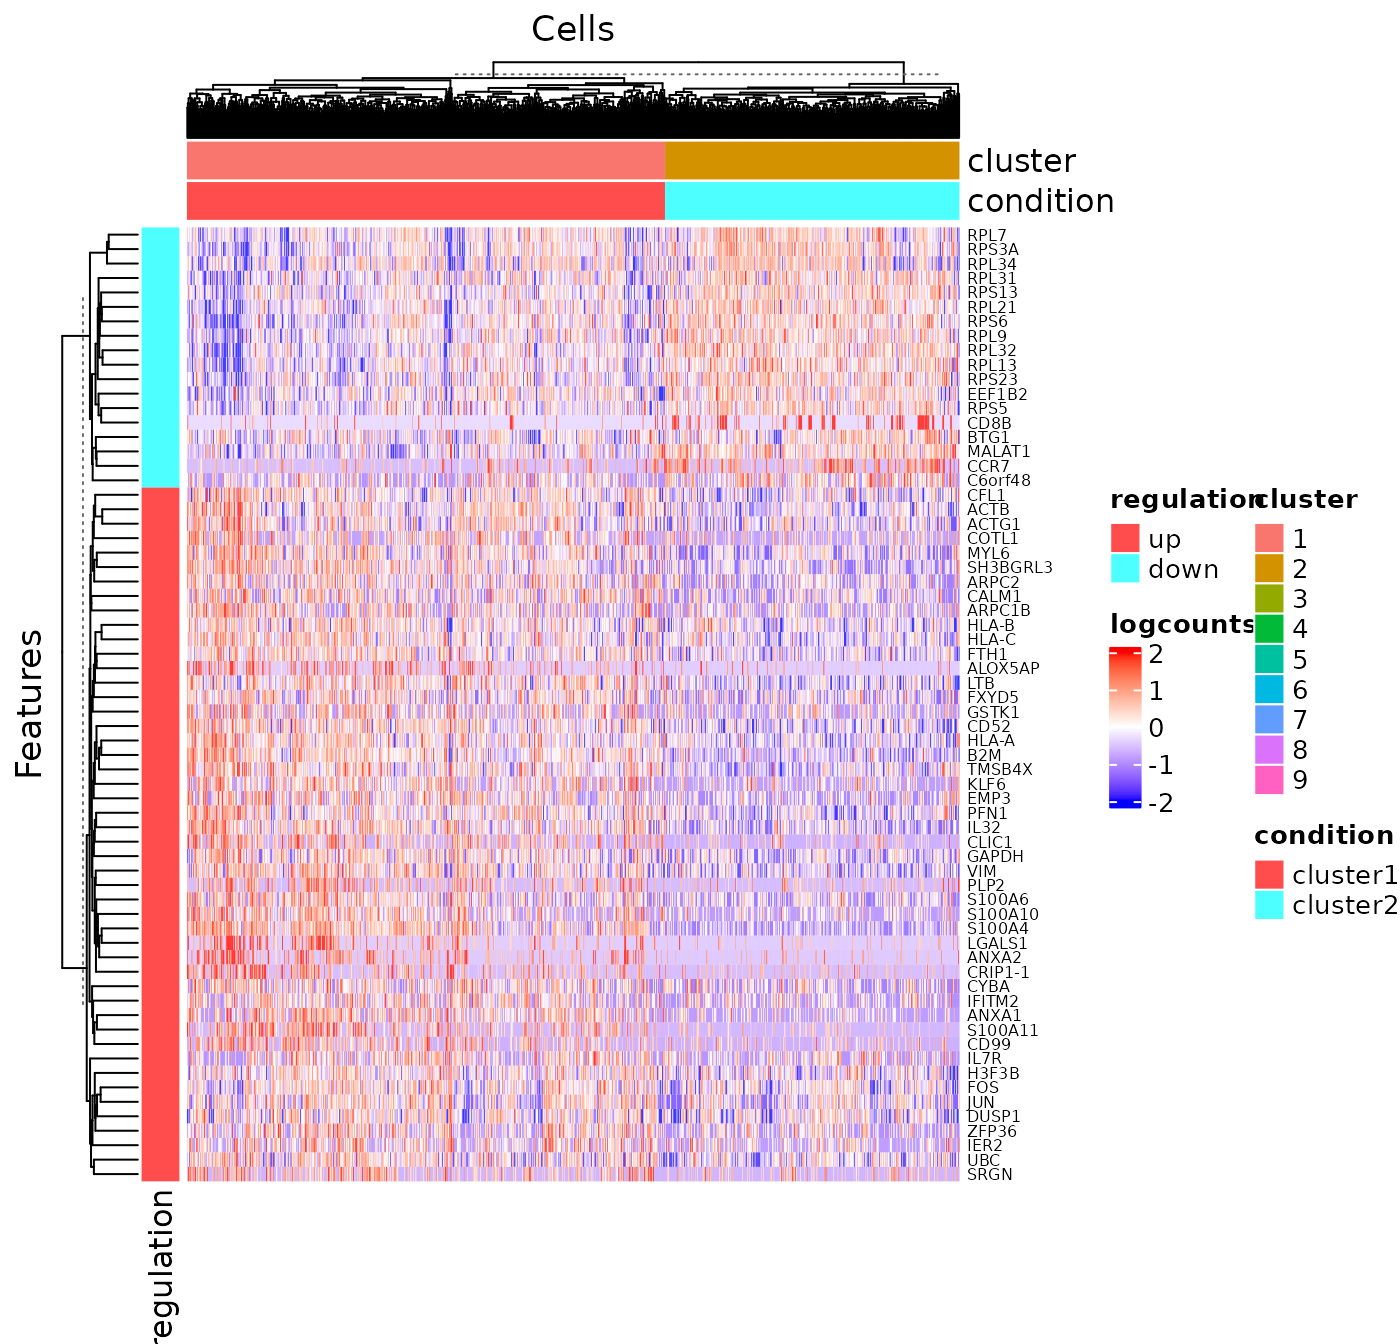 Cells
cluster
condition
RPL7
RPS3A
RPL34
RPL31
RPS13
RPL21
RPS6
RPL9
RPL32
RPL13
RPS23
EEF1B2
RPS5
CD8B
BTG1
MALAT1
CCR7
C6orf48
CFL1
ACTB
ACTG1
COTL1
MYL6
SH3BGRL3
ARPC2
CALM1
ARPC1B
HLA-B
HLA-C
FTH1
ALOX5AP
LTB
FXYD5
GSTK1
CD52
HLA-A
B2M
TMSB4X
KLF6
EMP3
PFN1
IL32
CLIC1
GAPDH
VIM
PLP2
S100A6
S100A10
S100A4
LGALS1
ANXA2
CRIP1-1
CYBA
IFITM2
ANXA1
S100A11
CD99
IL7R
H3F3B
FOS
JUN
DUSP1
ZFP36
IER2
UBC
SRGN
Features
regulation
regulation
up
down
logcounts
2
1
0
-1
-2
cluster
1
2
3
4
5
6
7
8
9
condition
cluster1
cluster2